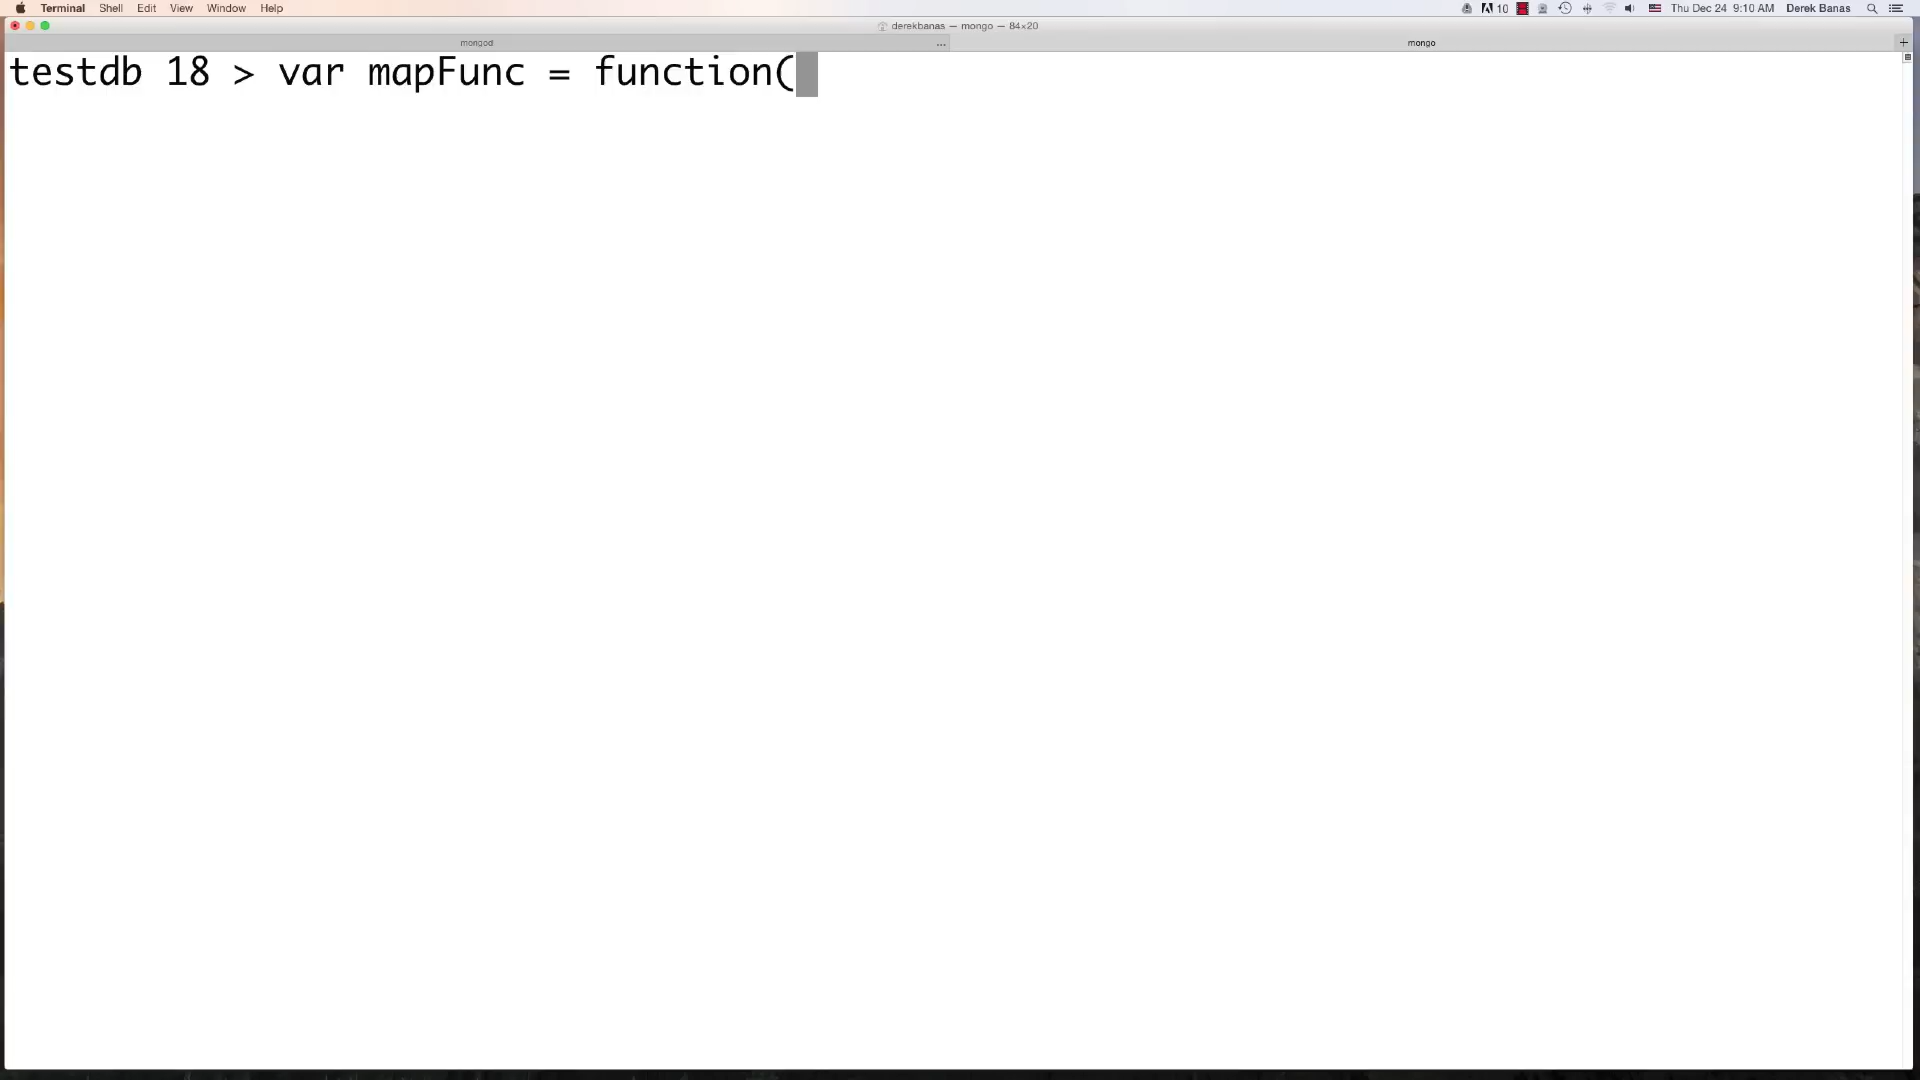 Terminal Shell Edit View Window Help
10 Thu Dec 24 9:10 AM Derek Banas
derekbanas — mongo — 84×20
mongod ... mongo +
testdb 18 > var mapFunc = function(